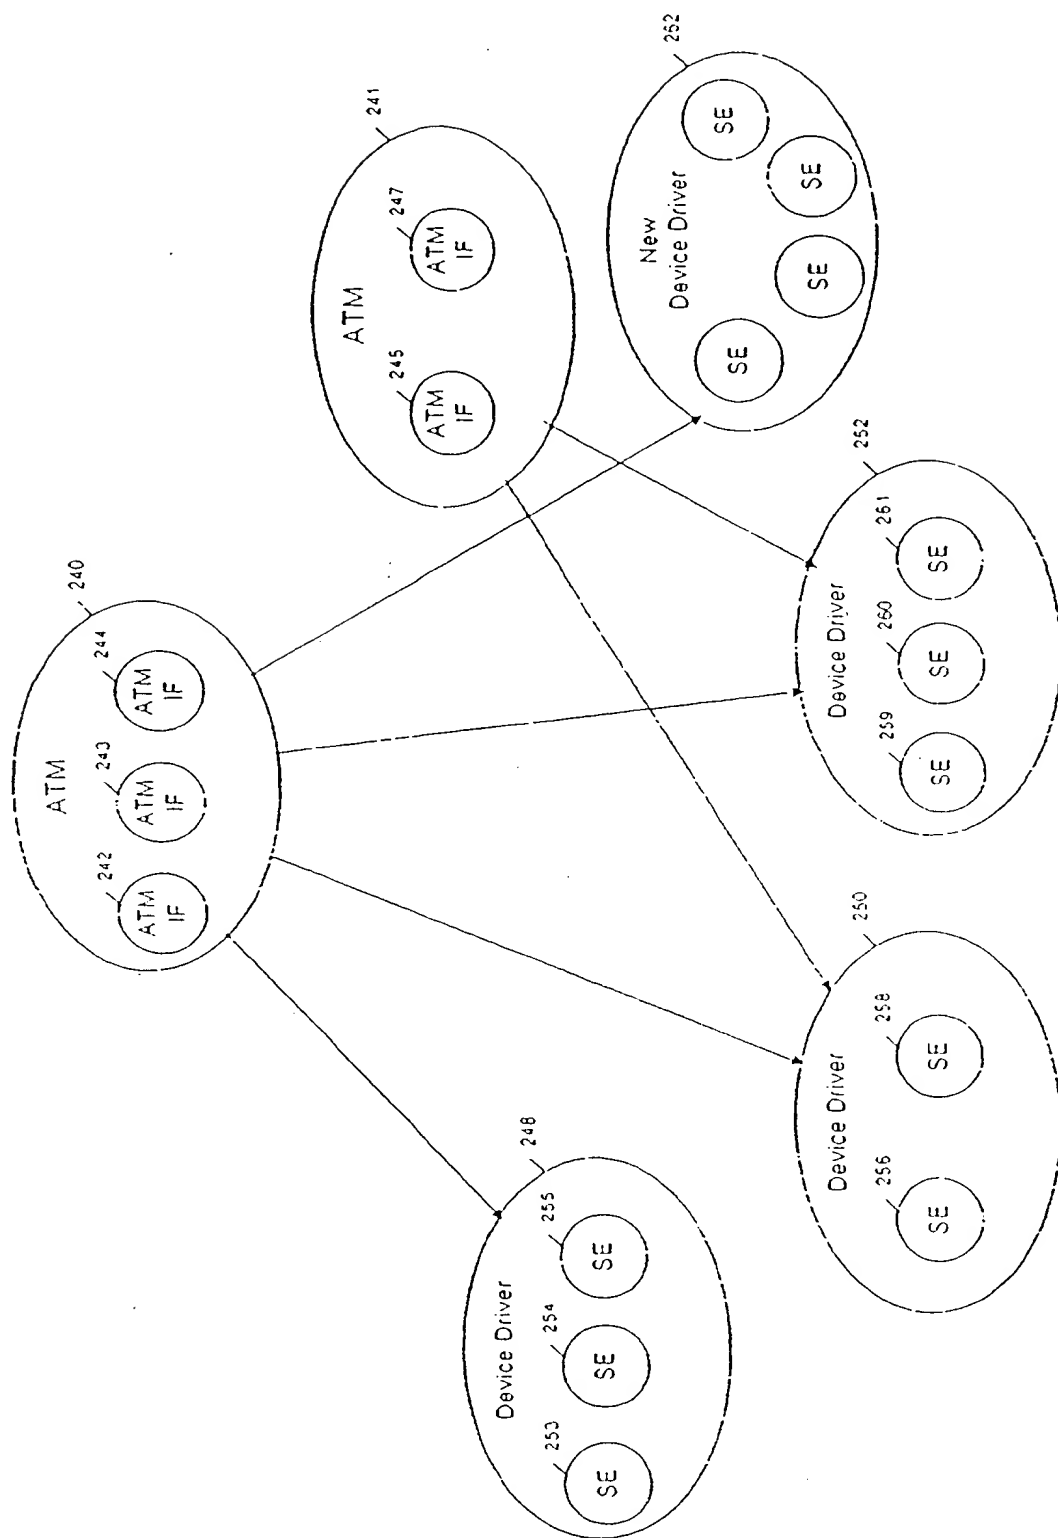 240
ATM
242
243
244
ATM
IF
ATM
IF
ATM
IF
241
ATM
245
247
ATM
IF
ATM
IF
248
Device Driver
253
254
255
SE
SE
SE
250
Device Driver
256
258
SE
SE
252
Device Driver
259
260
261
SE
SE
SE
262
New
Device Driver
SE
SE
SE
SE